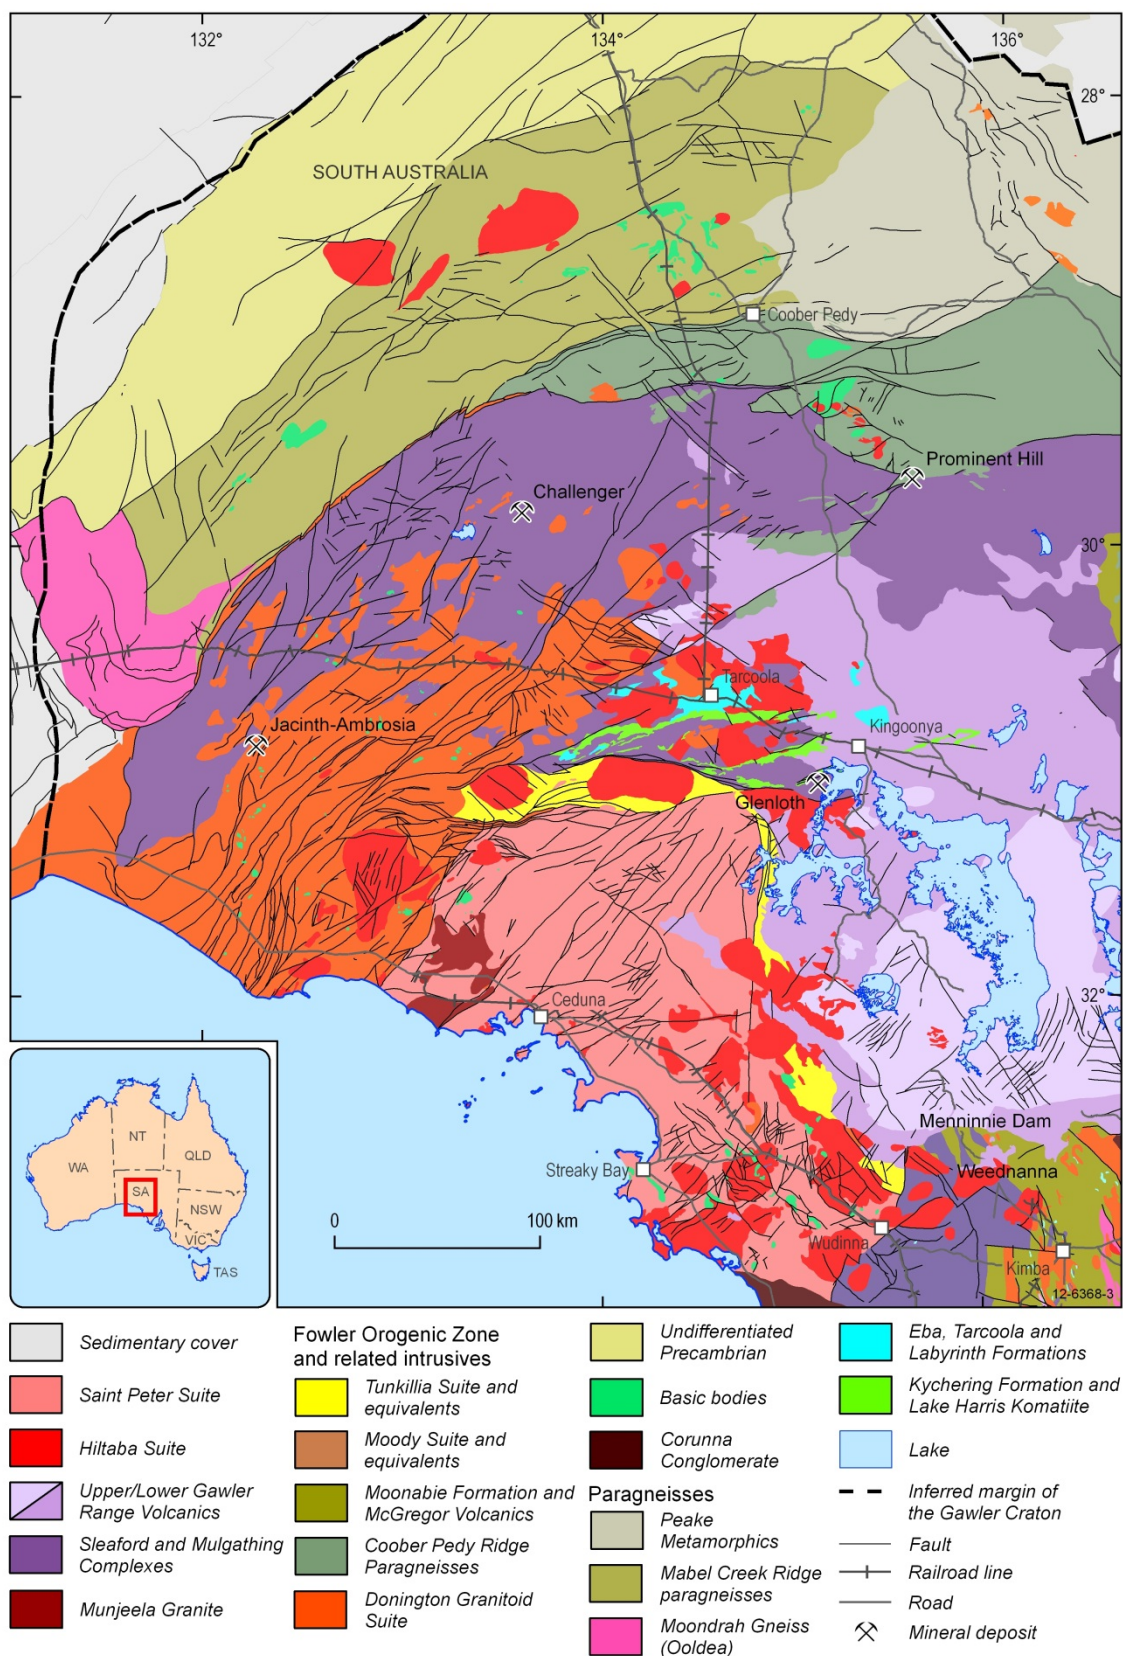 132°
134°
136°
28°
SOUTH AUSTRALIA
Coober Pedy
Prominent Hill
Challenger
30°
Tarcoola
Jacinth-Ambrosia
Kingoonya
Glenloth
32°
Ceduna
Menninnie Dam
Streaky Bay
Weednanna
Wudinna
Kimba
12-6368-3
0
100 km
NT
WA
QLD
SA
NSW
VIC
TAS
Sedimentary cover
Saint Peter Suite
Hiltaba Suite
Upper/Lower Gawler
Range Volcanics
Sleaford and Mulgathing
Complexes
Munjeela Granite
Fowler Orogenic Zone
and related intrusives
Tunkillia Suite and
equivalents
Moody Suite and
equivalents
Moonabie Formation and
McGregor Volcanics
Coober Pedy Ridge
Paragneisses
Donington Granitoid
Suite
Undifferentiated
Precambrian
Basic bodies
Corunna
Conglomerate
Paragneisses
Peake
Metamorphics
Mabel Creek Ridge
paragneisses
Moondrah Gneiss
(Ooldea)
Eba, Tarcoola and
Labyrinth Formations
Kychering Formation and
Lake Harris Komatiite
Lake
Inferred margin of
the Gawler Craton
Fault
Railroad line
Road
Mineral deposit